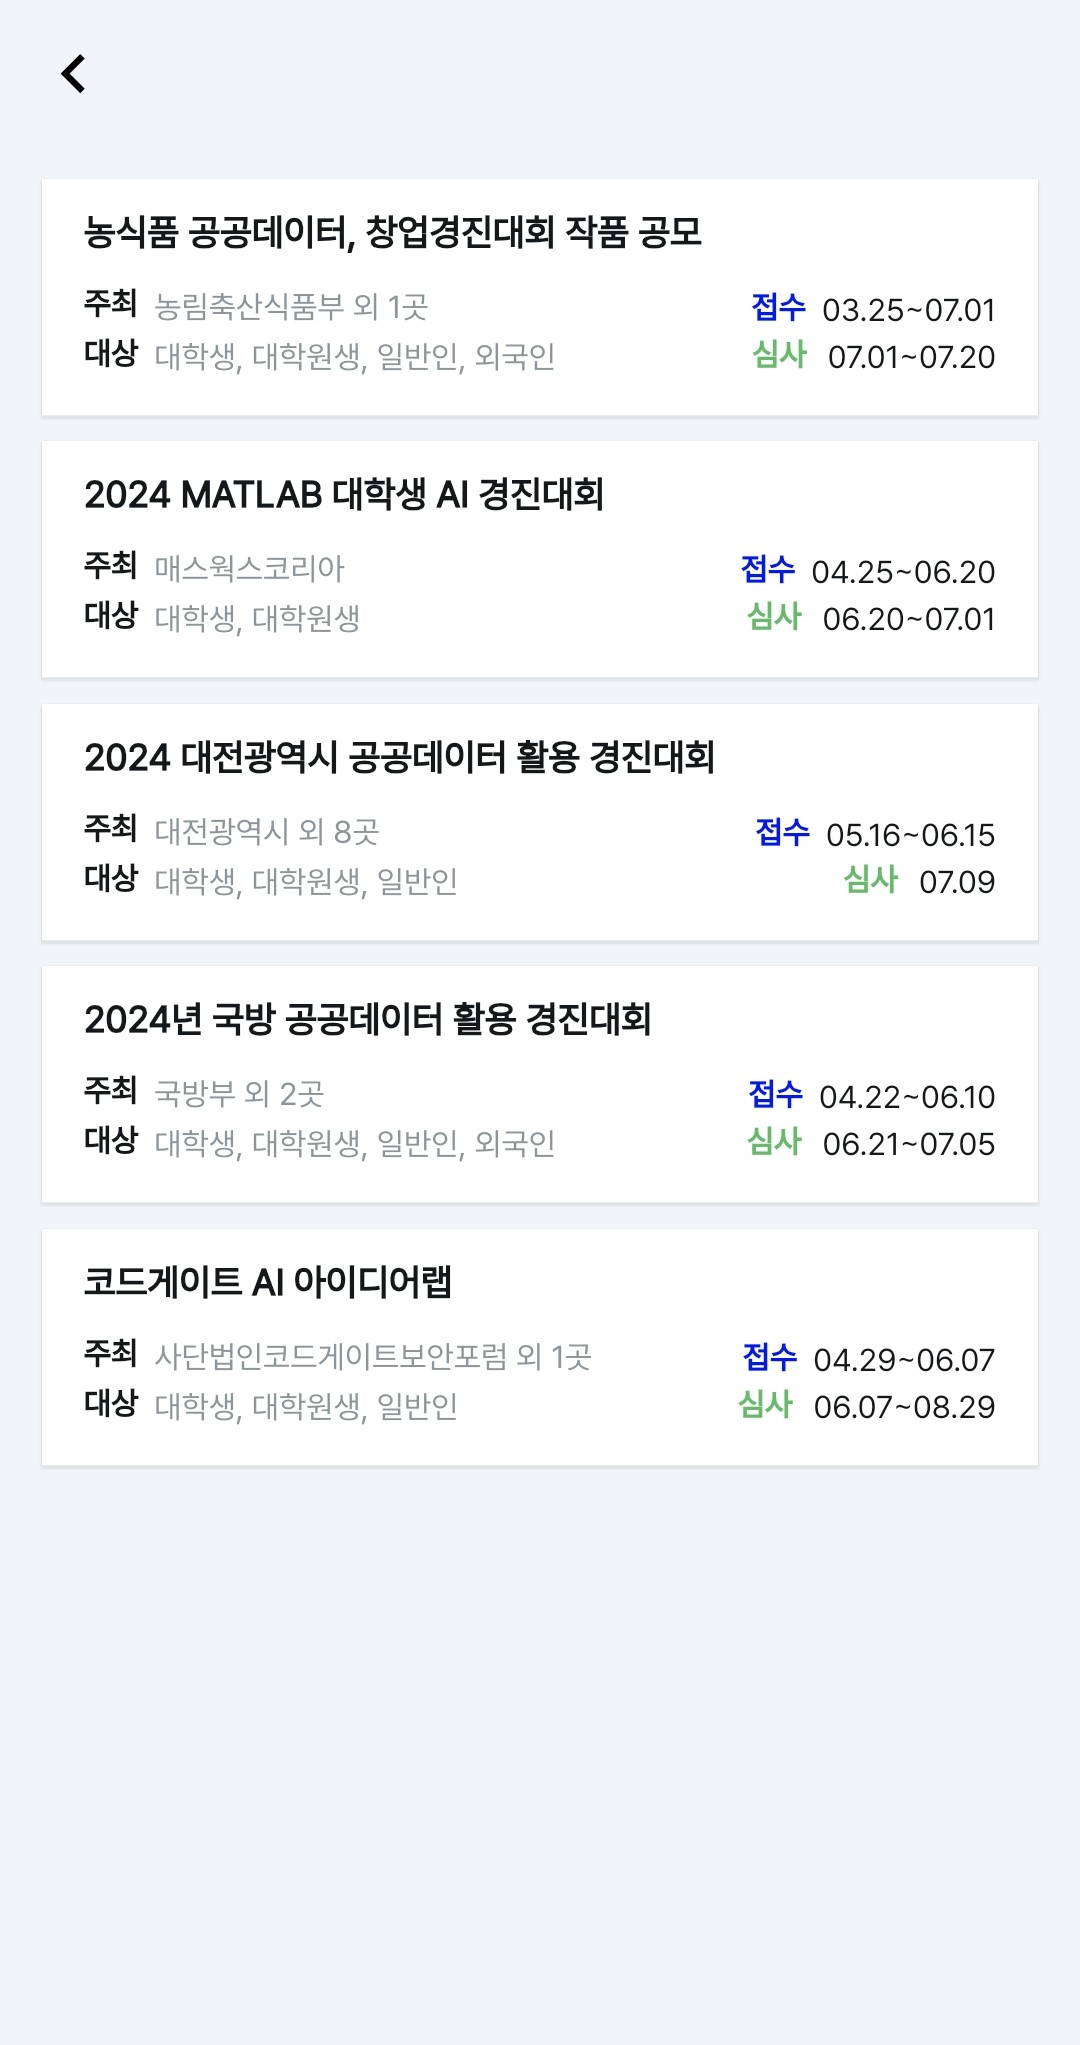 농식품 공공데이터, 창업경진대회 작품 공모
주최 농림축산식품부 외 1곳 접수 03.25~07.01
대상 대학생, 대학원생, 일반인, 외국인 심사 07.01~07.20
2024 MATLAB 대학생 AI 경진대회
주최 매스웍스코리아 접수 04.25~06.20
대상 대학생, 대학원생 심사 06.20~07.01
2024 대전광역시 공공데이터 활용 경진대회
주최 대전광역시 외 8곳 접수 05.16~06.15
대상 대학생, 대학원생, 일반인 심사 07.09
2024년 국방 공공데이터 활용 경진대회
주최 국방부 외 2곳 접수 04.22~06.10
대상 대학생, 대학원생, 일반인, 외국인 심사 06.21~07.05
코드게이트 AI 아이디어랩
주최 사단법인코드게이트보안포럼 외 1곳 접수 04.29~06.07
대상 대학생, 대학원생, 일반인 심사 06.07~08.29